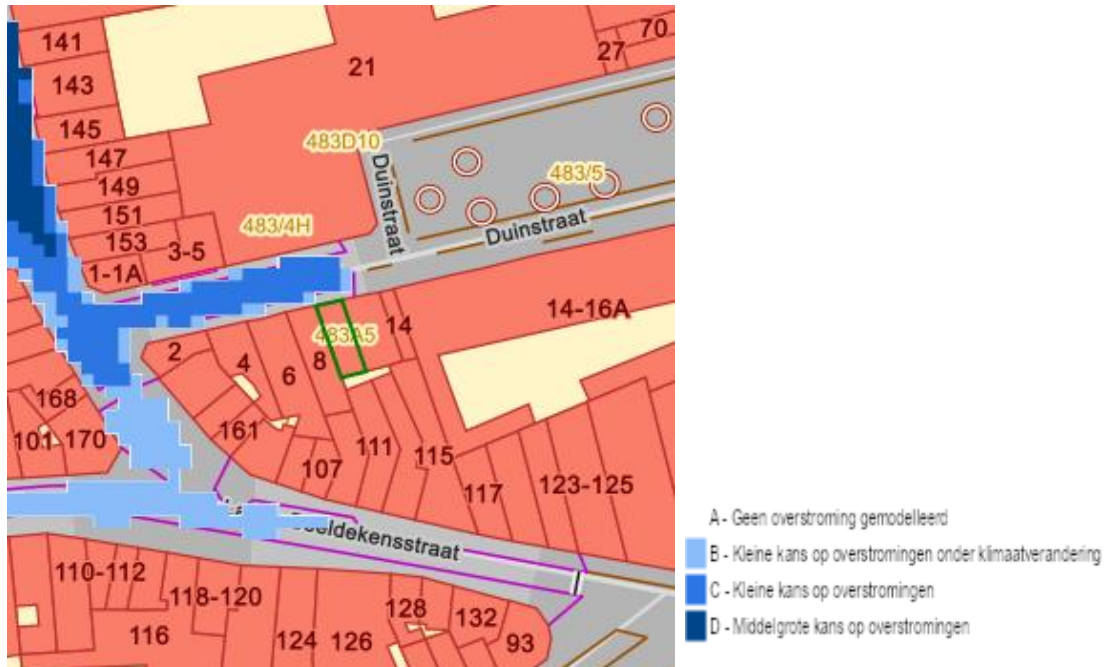 141
70
27
21
143
145
483D10
147
483/5
149
Duinstraat
151
483/4H
Duinstraat
153
3-5
1-1A
14-16A
14
483A5
2
4
8
6
168
161
111
101
170
115
107
117
123-125
eeldekensstraat
110-112
118-120
128
132
116
124
126
93
A - Geen overstroming gemodelleerd
B - Kleine kans op overstromingen onder klimaatverandering
C - Kleine kans op overstromingen
D - Middelgrote kans op overstromingen